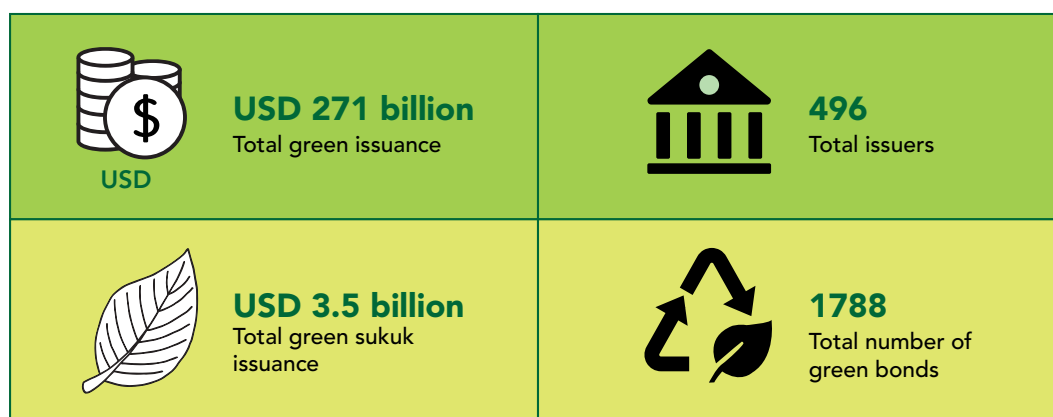 $
USD
USD 271 billion
Total green issuance
496
Total issuers
USD 3.5 billion
Total green sukuk
issuance
1788
Total number of
green bonds